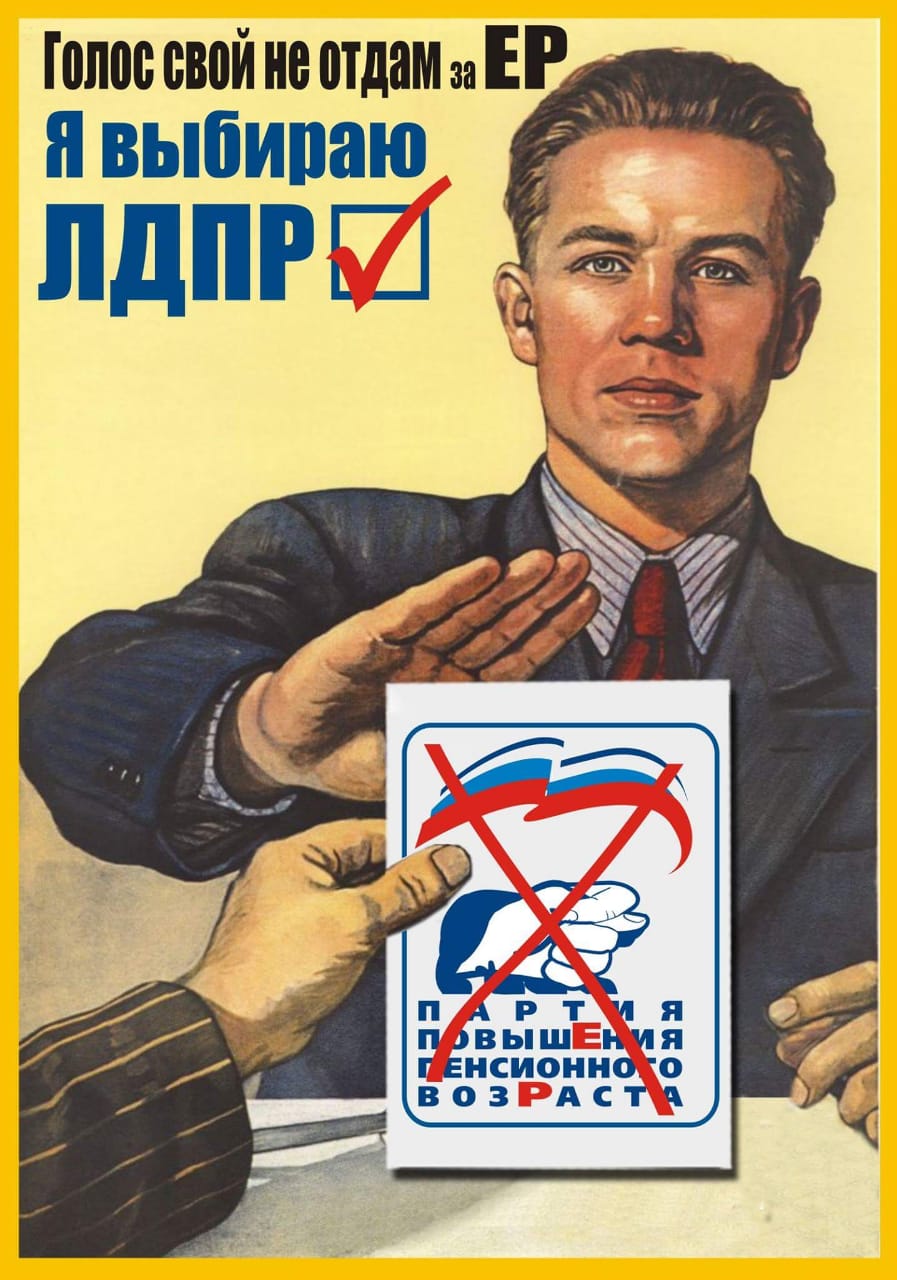 Голос свой не отдам за ЕР
Я выбираю
ЛДПР
ПАРТИЯ
ПОВЫШЕНИЯ
ПЕНСИОННОГО
ВОЗРАСТА